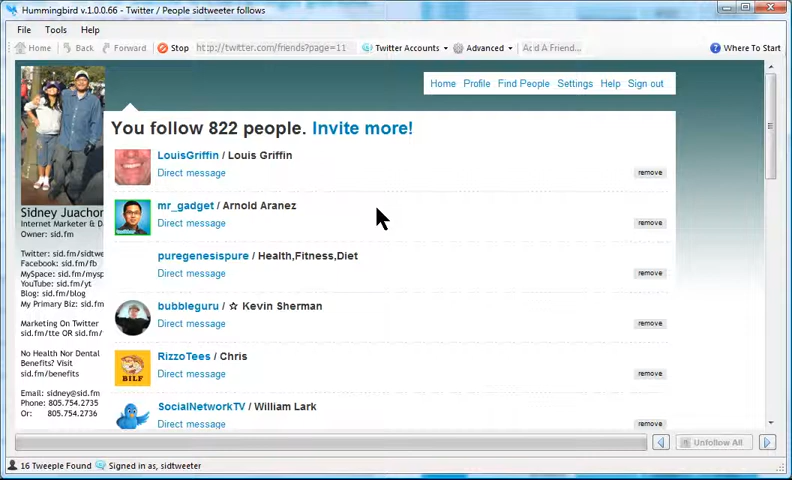 Hummingbird v.1.0.0.66 - Twitter / People sidtweeter follows
File Tools Help
Home Back Forward Stop http://twitter.com/friends?page=11 Twitter Accounts Advanced Friend... Where To Start
Home Profile Find People Settings Help Sign out
You follow 822 people. Invite more!
LouisGriffin / Louis Griffin
Direct message
remove
mr_gadget / Arnold Aranez
Direct message
remove
puregenesispure / Health,Fitness,Diet
Direct message
remove
bubbleguru / ☆ Kevin Sherman
Direct message
remove
BILF
RizzoTees / Chris
Direct message
remove
SocialNetworkTV / William Lark
Direct message
remove
Sidney Juachor
Internet Marketer & D
Owner: sid.fm
Twitter: sid.fm/sidtwe
Facebook: sid.fm/fb
MySpace: sid.fm/mysp
YouTube: sid.fm/yt
Blog: sid.fm/blog
My Primary Biz: sid.fm/
Marketing On Twitter
sid.fm/tte OR sid.fm/
No Health Nor Dental
Benefits? Visit
sid.fm/benefits
Email: sidney@sid.fm
Phone: 805.754.2735
Or: 805.754.2736
Unfollow All
16 Tweeple Found Signed in as, sidtweeter